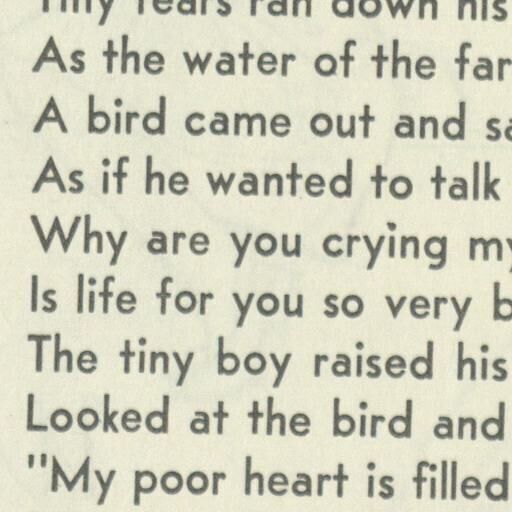 Tiny tears ran down his
As the water of the far
A bird came out and sa
As if he wanted to talk
Why are you crying my
Is life for you so very b
The tiny boy raised his
Looked at the bird and
"My poor heart is filled